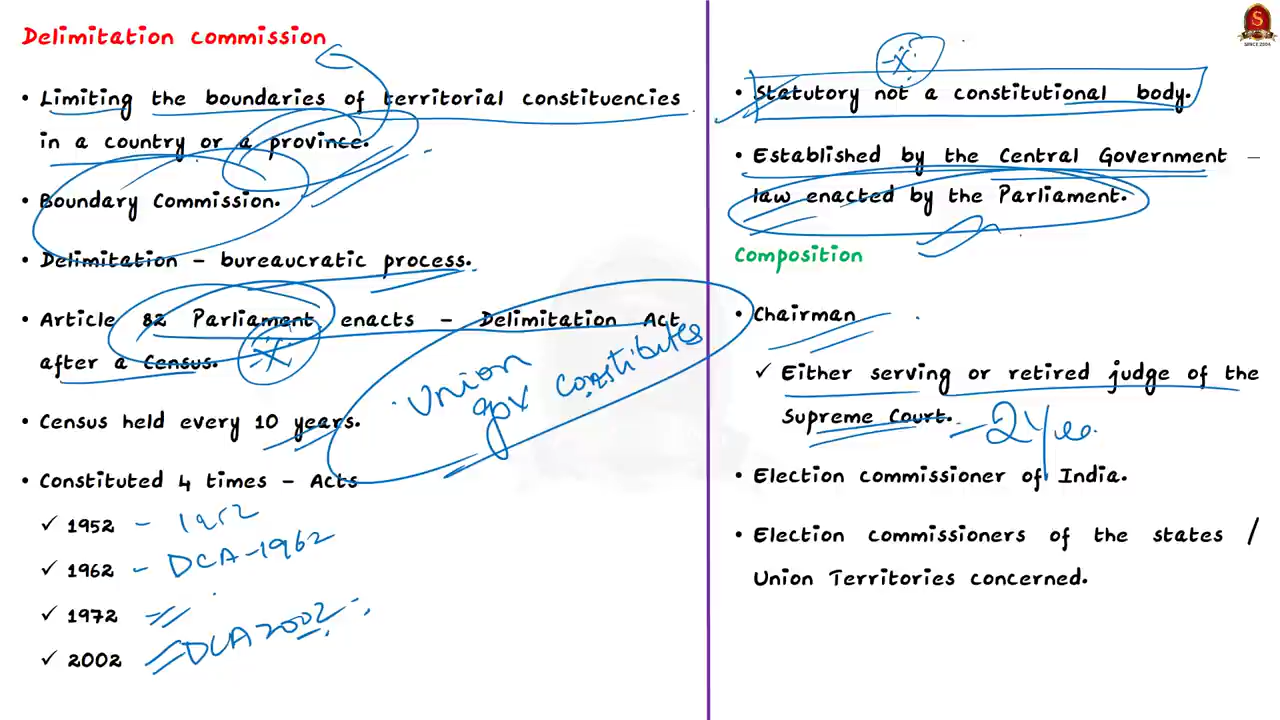 Delimitation commission
• Limiting the boundaries of territorial constituencies
in a country or a province.
• Boundary Commission.
• Delimitation – bureaucratic process.
• Article 82 Parliament enacts – Delimitation Act
after a Census.
Union
gov constitutes
• Census held every 10 years.
• Constituted 4 times – Acts
✓ 1952 - 1952
✓ 1962 - DCA-1962
✓ 1972
✓ 2002 DCA 2002
S
SINCE 2004
• Statutory not a constitutional body.
• Established by the Central Government –
law enacted by the Parliament.
Composition
• Chairman
✓ Either serving or retired judge of the
Supreme Court. - 2
• Election commissioner of India.
• Election commissioners of the states /
Union Territories concerned.